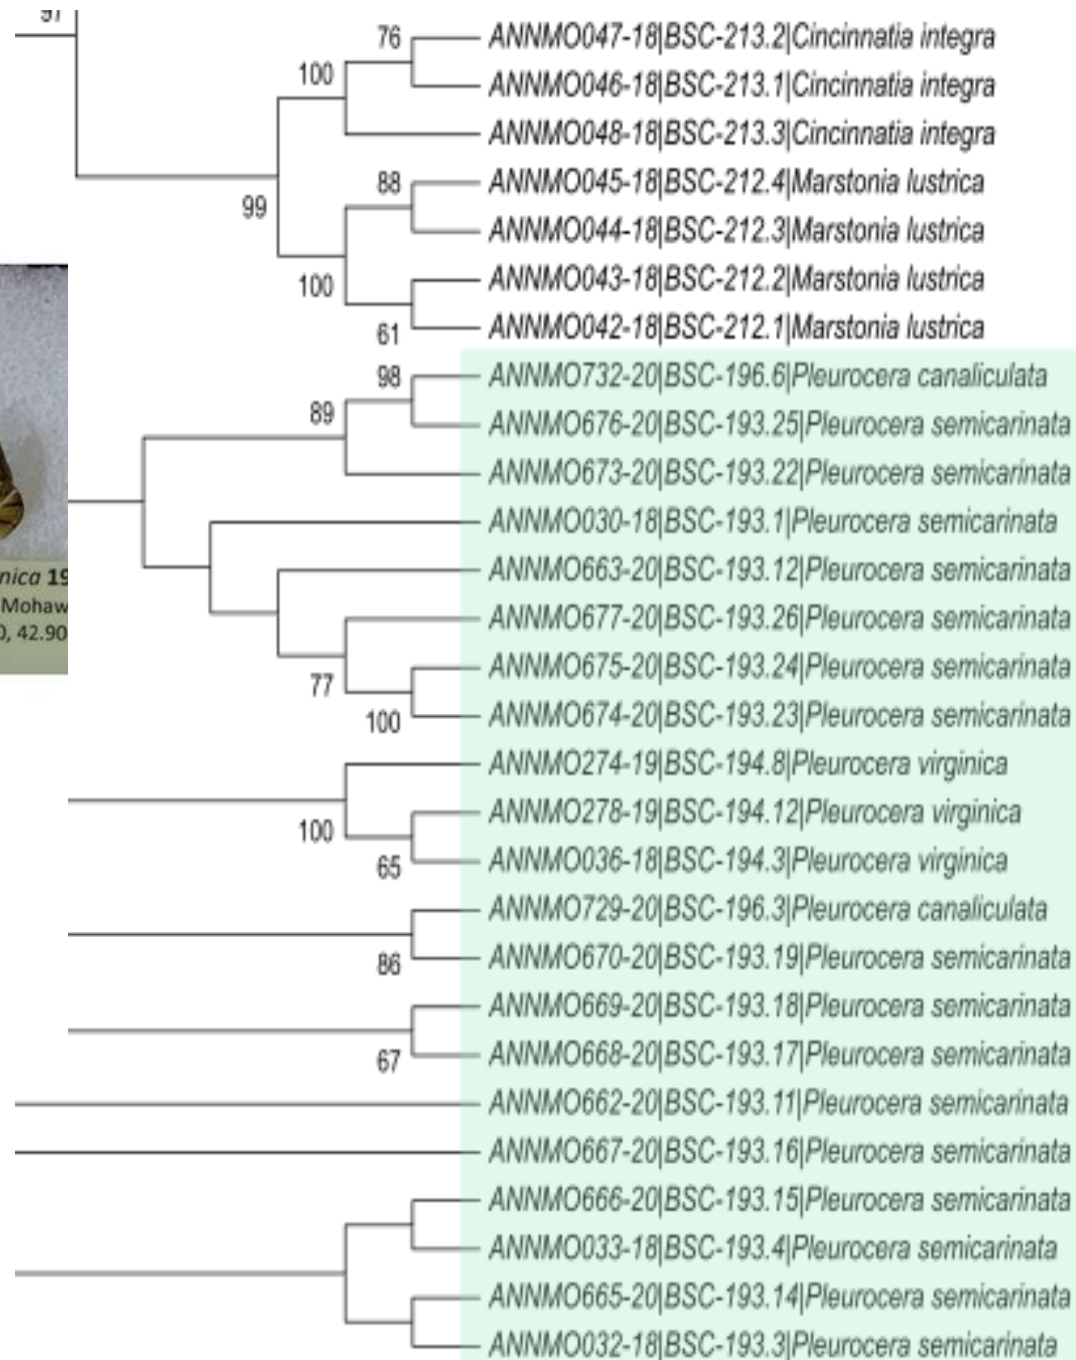 97
76
ANNMO047-18|BSC-213.2|Cincinnatia integra
100
ANNMO046-18|BSC-213.1|Cincinnatia integra
ANNMO048-18|BSC-213.3|Cincinnatia integra
88
ANNMO045-18|BSC-212.4|Marstonia lustrica
99
ANNMO044-18|BSC-212.3|Marstonia lustrica
100
ANNMO043-18|BSC-212.2|Marstonia lustrica
61
ANNMO042-18|BSC-212.1|Marstonia lustrica
98
ANNMO732-20|BSC-196.6|Pleurocera canaliculata
89
ANNMO676-20|BSC-193.25|Pleurocera semicarinata
ANNMO673-20|BSC-193.22|Pleurocera semicarinata
ANNMO030-18|BSC-193.1|Pleurocera semicarinata
ANNMO663-20|BSC-193.12|Pleurocera semicarinata
nica 19
Mohaw
0, 42.90
ANNMO677-20|BSC-193.26|Pleurocera semicarinata
ANNMO675-20|BSC-193.24|Pleurocera semicarinata
77
ANNMO674-20|BSC-193.23|Pleurocera semicarinata
100
ANNMO274-19|BSC-194.8|Pleurocera virginica
ANNMO278-19|BSC-194.12|Pleurocera virginica
100
ANNMO036-18|BSC-194.3|Pleurocera virginica
65
ANNMO729-20|BSC-196.3|Pleurocera canaliculata
ANNMO670-20|BSC-193.19|Pleurocera semicarinata
86
ANNMO669-20|BSC-193.18|Pleurocera semicarinata
ANNMO668-20|BSC-193.17|Pleurocera semicarinata
67
ANNMO662-20|BSC-193.11|Pleurocera semicarinata
ANNMO667-20|BSC-193.16|Pleurocera semicarinata
ANNMO666-20|BSC-193.15|Pleurocera semicarinata
ANNMO033-18|BSC-193.4|Pleurocera semicarinata
ANNMO665-20|BSC-193.14|Pleurocera semicarinata
ANNMO032-18|BSC-193.3|Pleurocera semicarinata